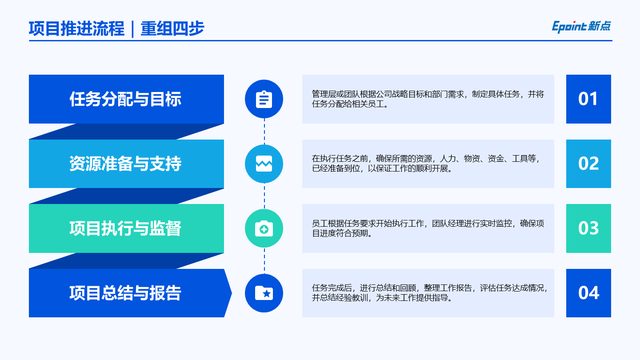 项目推进流程｜重组四步
Epoint新点
任务分配与目标
管理层或团队根据公司战略目标和部门需求，制定具体任务，并将
任务分配给相关员工。
01
资源准备与支持
在执行任务之前，确保所需的资源，人力、物资、资金、工具等，
已经准备到位，以保证工作的顺利开展。
02
项目执行与监督
员工根据任务要求开始执行工作，团队经理进行实时监控，确保项
目进度符合预期。
03
项目总结与报告
任务完成后，进行总结和回顾，整理工作报告，评估任务达成情况，
并总结经验教训，为未来工作提供指导。
04